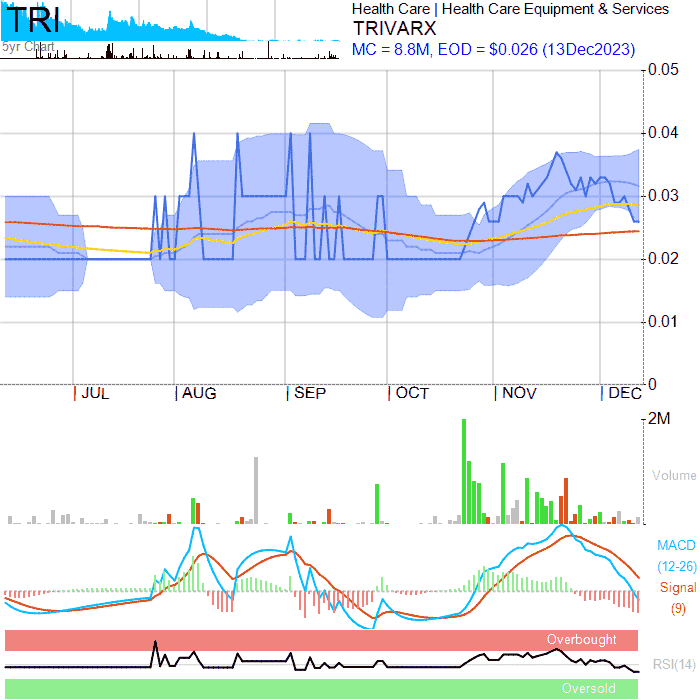 TRI
5yr Chart
Health Care | Health Care Equipment & Services
TRIVARX
MC = 8.8M, EOD = $0.026 (13Dec2023)
0.05
0.04
0.03
0.02
0.01
0
JUL AUG SEP OCT NOV DEC
2M
Volume
MACD
(12-26)
Signal
(9)
Overbought
RSI(14)
Oversold